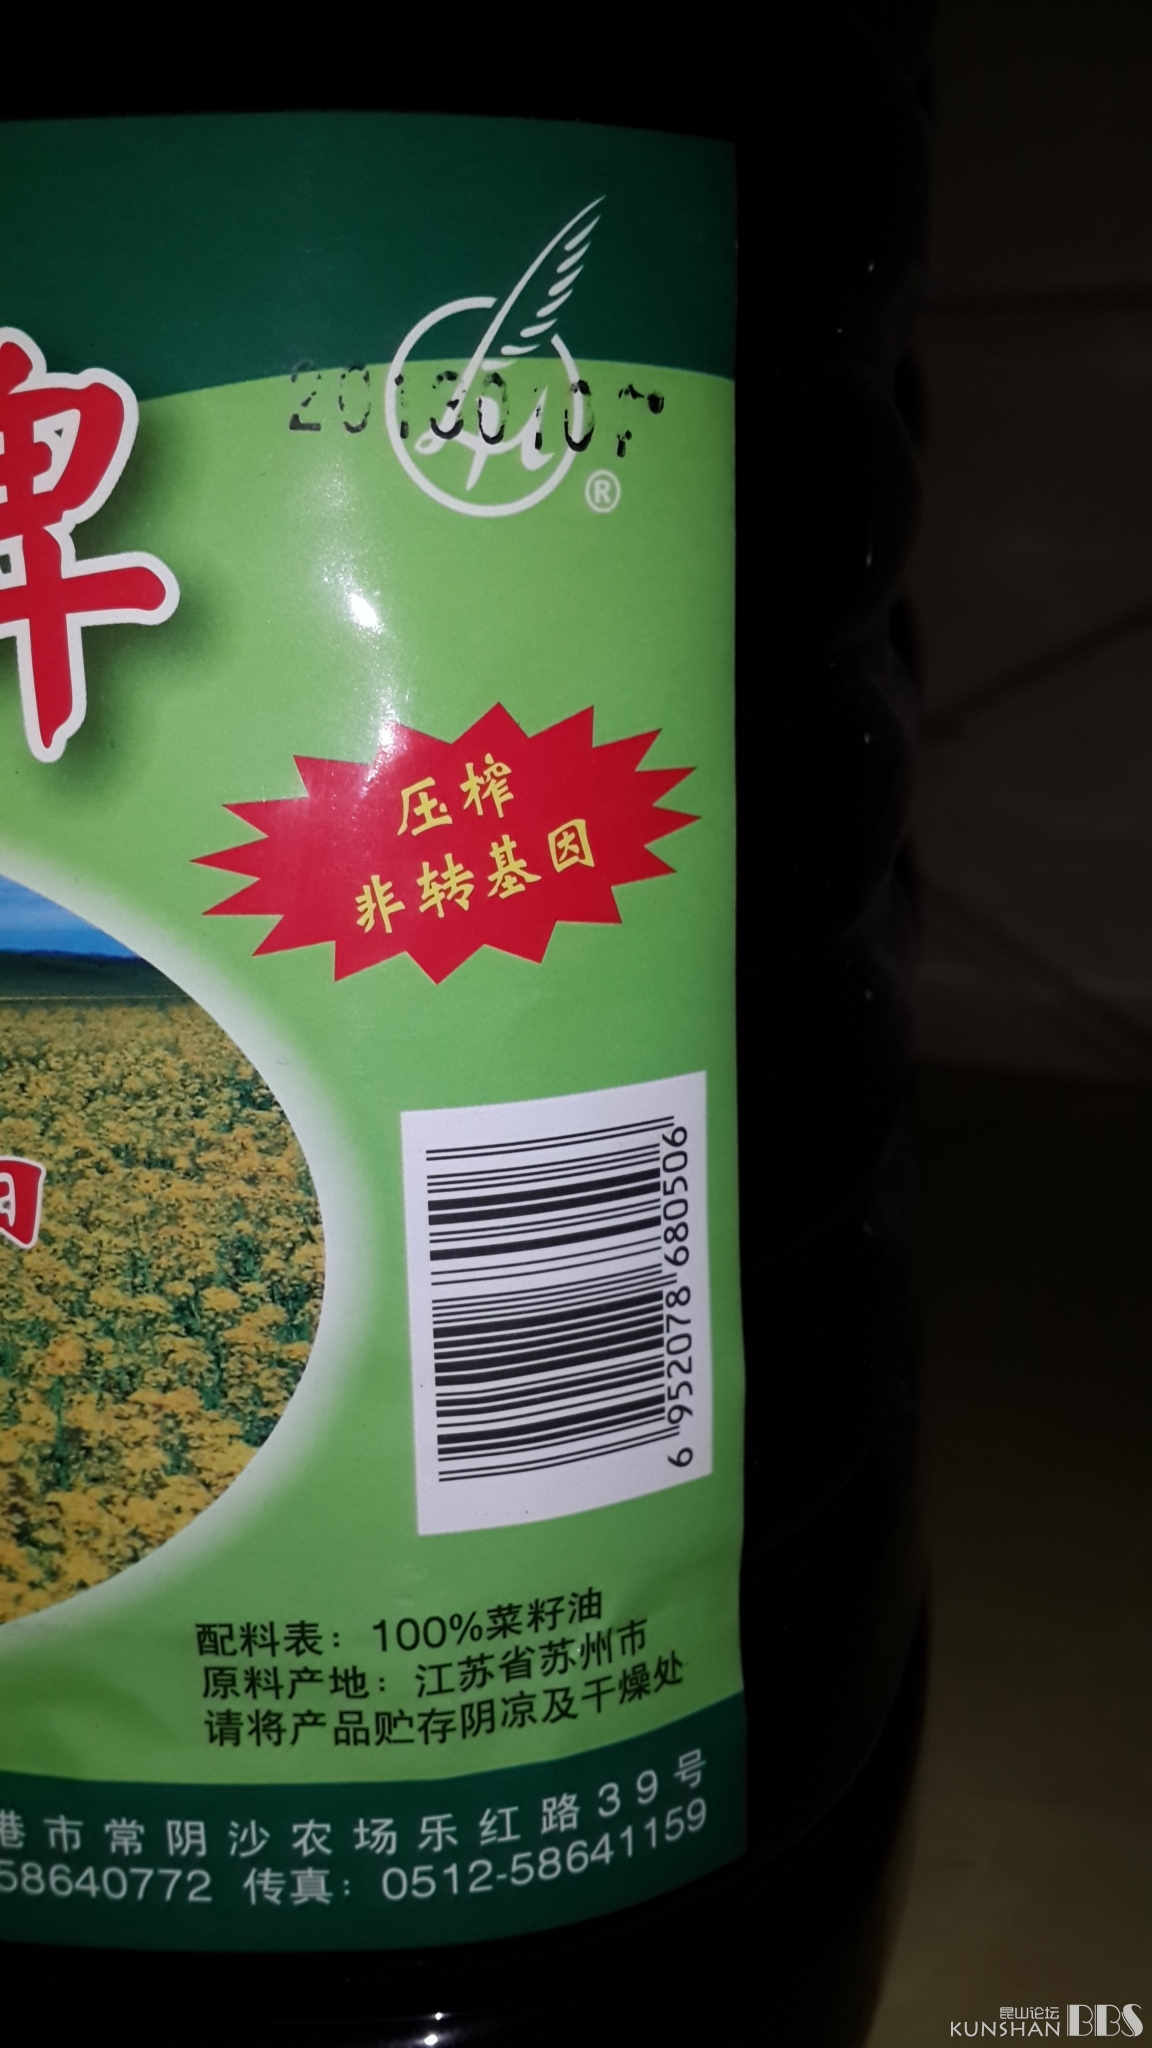 20130107
®
牌
压榨
非转基因
油
6 952078 680506
配料表：100%菜籽油
原料产地：江苏省苏州市
请将产品贮存阴凉及干燥处
港市常阴沙农场乐红路39号
58640772 传真：0512-58641159
昆山论坛
KUNSHAN BBS